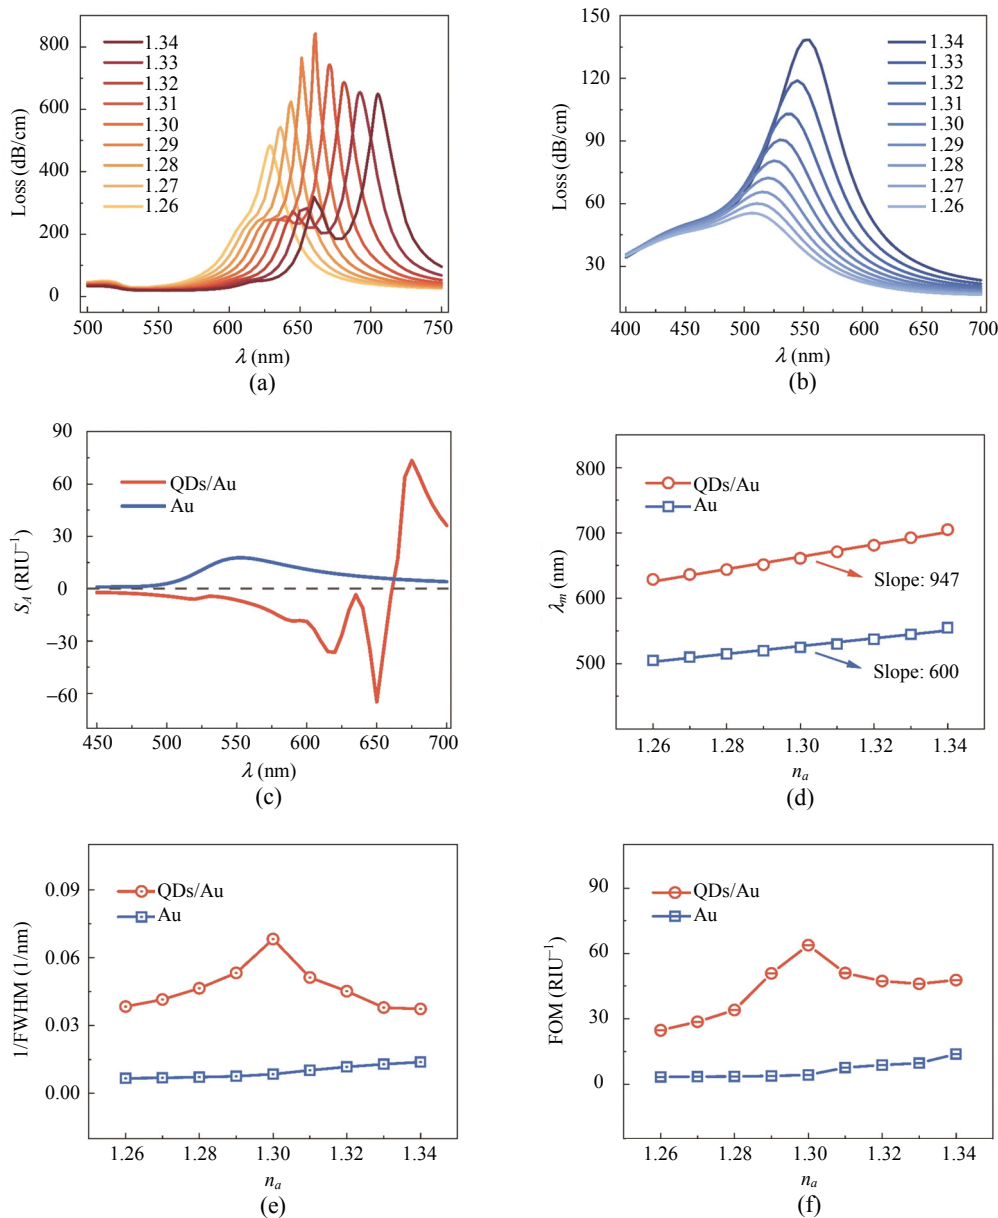 800
600
400
200
0
Loss (dB/cm)
1.34
1.33
1.32
1.31
1.30
1.29
1.28
1.27
1.26
500 550 600 650 700 750
λ (nm)
(a)
150
120
90
60
30
Loss (dB/cm)
1.34
1.33
1.32
1.31
1.30
1.29
1.28
1.27
1.26
400 450 500 550 600 650 700
λ (nm)
(b)
90
60
30
0
−30
−60
S_A (RIU⁻¹)
QDs/Au
Au
450 500 550 600 650 700
λ (nm)
(c)
800
700
600
500
λ_m (nm)
QDs/Au
Au
Slope: 947
Slope: 600
1.26 1.28 1.30 1.32 1.34
n_a
(d)
0.09
0.06
0.03
0.00
1/FWHM (1/nm)
QDs/Au
Au
1.26 1.28 1.30 1.32 1.34
n_a
(e)
90
60
30
0
FOM (RIU⁻¹)
QDs/Au
Au
1.26 1.28 1.30 1.32 1.34
n_a
(f)